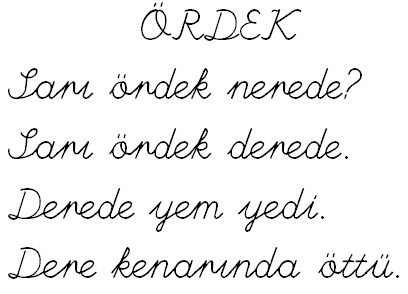 ÖRDEK
Sarı ördek nerede?
Sarı ördek derede.
Derede yem yedi.
Dere kenarında öttü.